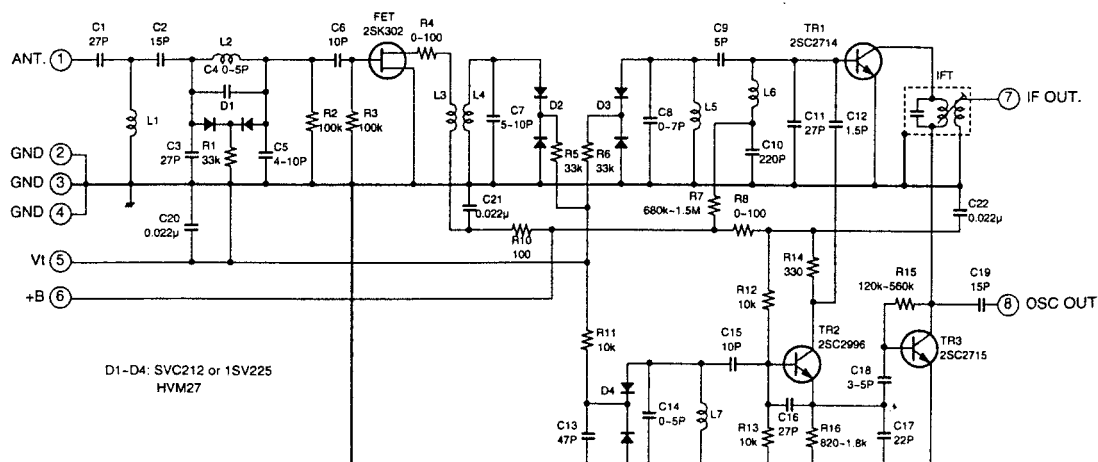 ANT. 1
GND 2
GND 3
GND 4
Vt 5
+B 6
C1
27P
C2
15P
L2
C4 0~5P
D1
L1
C3
27P
R1
33k
C5
4~10P
C20
0.022μ
C6
10P
FET
2SK302
R4
0~100
R2
100k
R3
100k
L3
L4
C7
5~10P
D2
D3
R5
33k
R6
33k
C21
0.022μ
R10
100
C8
0~7P
L5
C9
5P
L6
C10
220P
C11
27P
C12
1.5P
TR1
2SC2714
IFT
7 IF OUT.
R7
680k~1.5M
R8
0~100
C22
0.022μ
R14
330
R12
10k
R15
120k~560k
C19
15P
8 OSC OUT
R11
10k
C15
10P
TR2
2SC2996
TR3
2SC2715
D4
C18
3~5P
C13
47P
C14
0~5P
L7
C16
27P
R13
10k
R16
820~1.8k
C17
22P
D1~D4: SVC212 or 1SV225
HVM27